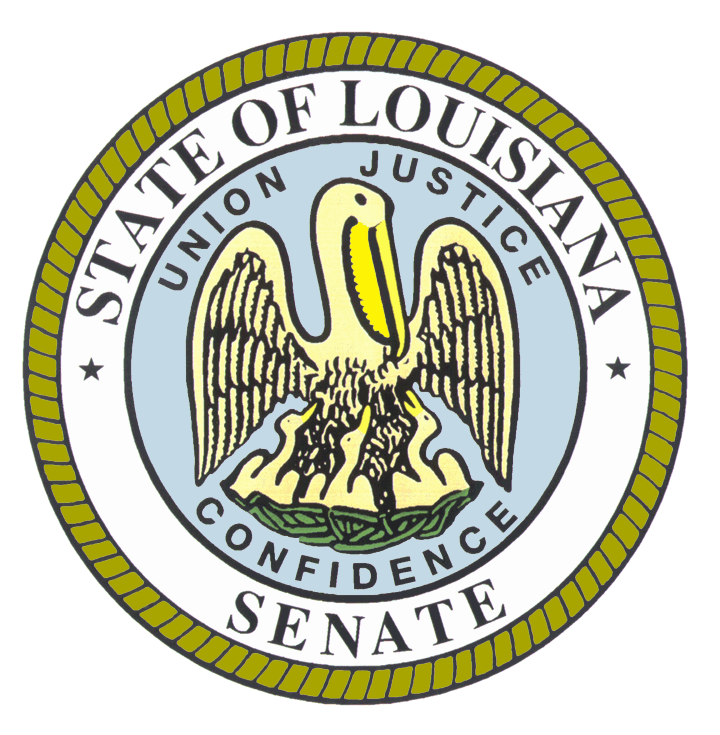 STATE OF LOUISIANA
UNION JUSTICE
CONFIDENCE
SENATE